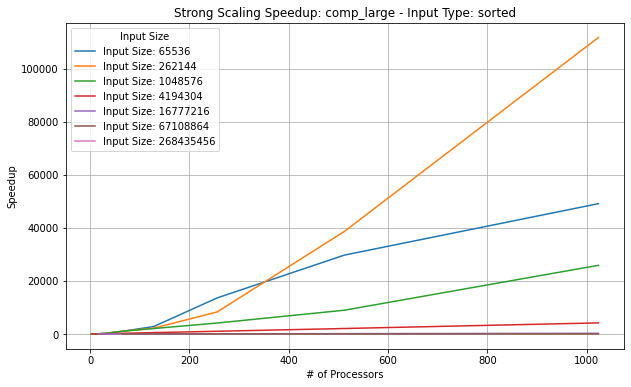 Strong Scaling Speedup: comp_large - Input Type: sorted
Input Size
Input Size: 65536
Input Size: 262144
Input Size: 1048576
Input Size: 4194304
Input Size: 16777216
Input Size: 67108864
Input Size: 268435456
Speedup
100000
80000
60000
40000
20000
0
0 200 400 600 800 1000
# of Processors